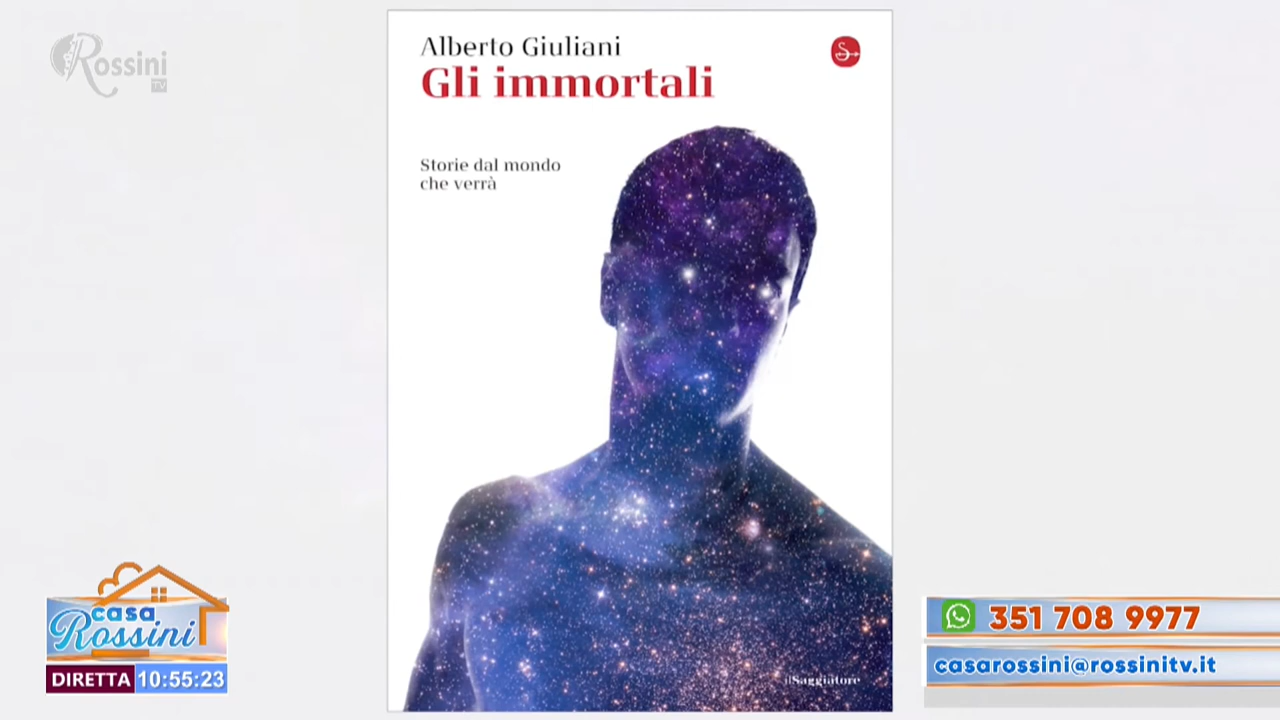 Rossini
TV
Alberto Giuliani
Gli immortali
S
Storie dal mondo
che verrà
ilSaggiatore
casa
Rossini
DIRETTA 10:55:23
351 708 9977
casarossini@rossinitv.it